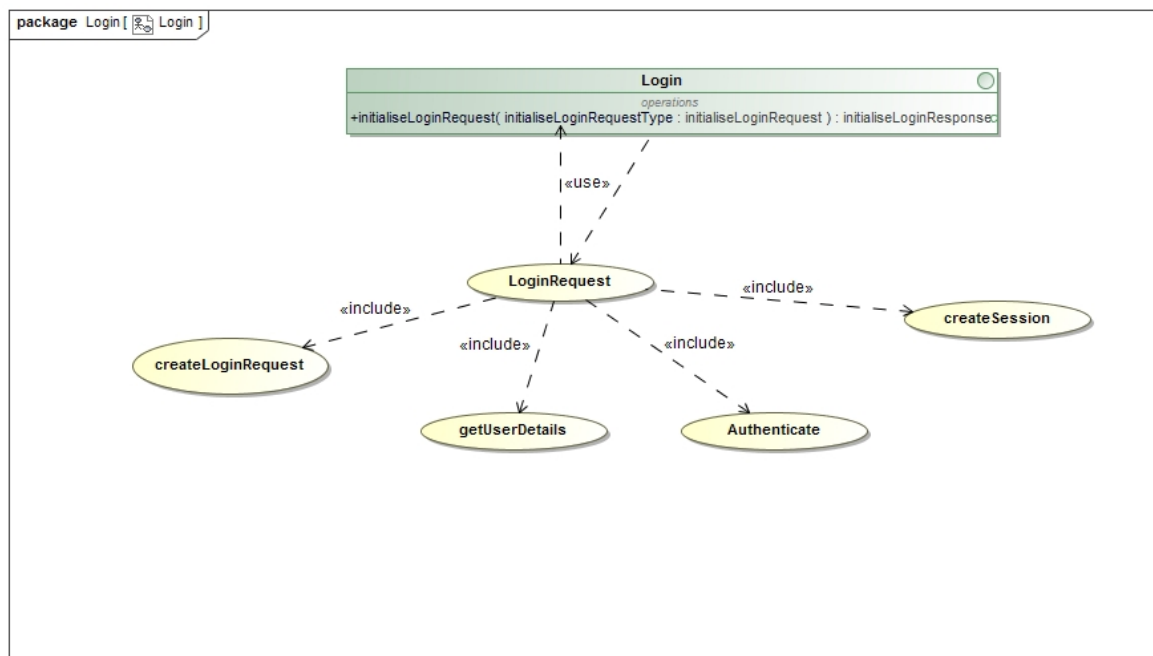 package Login [ Login ]
Login
operations
+initialiseLoginRequest( initialiseLoginRequestType : initialiseLoginRequest ) : initialiseLoginResponse
«use»
LoginRequest
«include»
createSession
«include»
createLoginRequest
«include»
«include»
getUserDetails
Authenticate